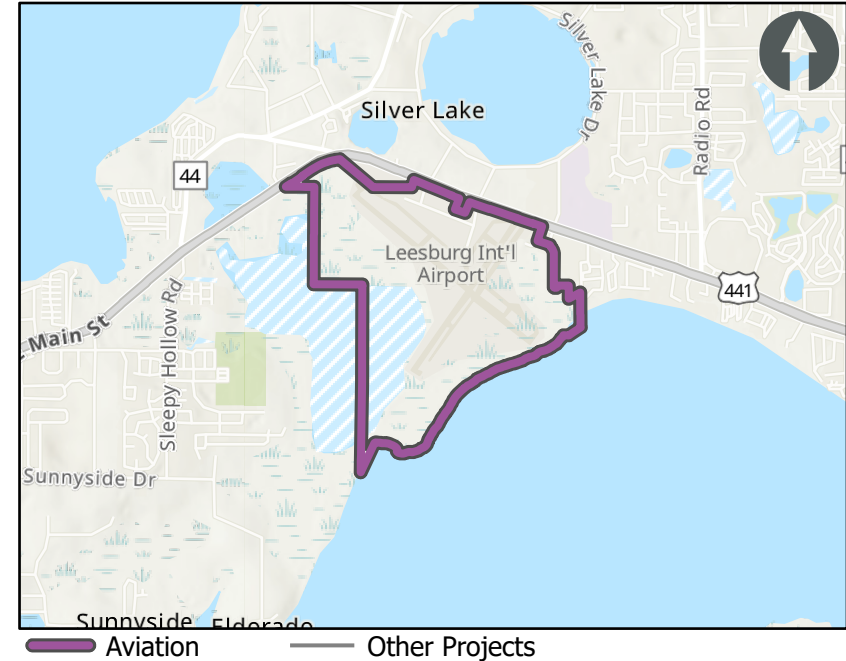 Silver Lake Dr
Silver Lake
Radio Rd
44
Leesburg Int'l
Airport
441
Main St
Sleepy Hollow Rd
Sunnyside Dr
Sunnyside
Eldorado
Aviation
Other Projects